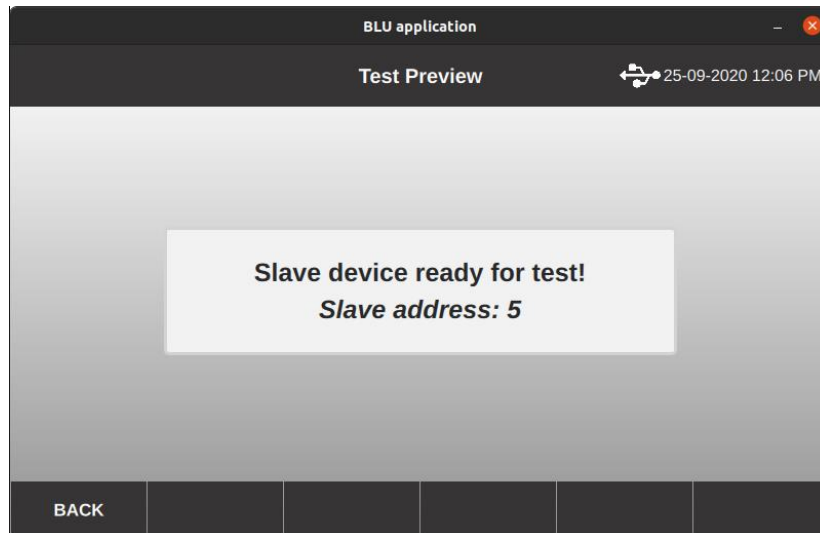 BLU application
Test Preview
25-09-2020 12:06 PM
Slave device ready for test!
Slave address: 5
BACK